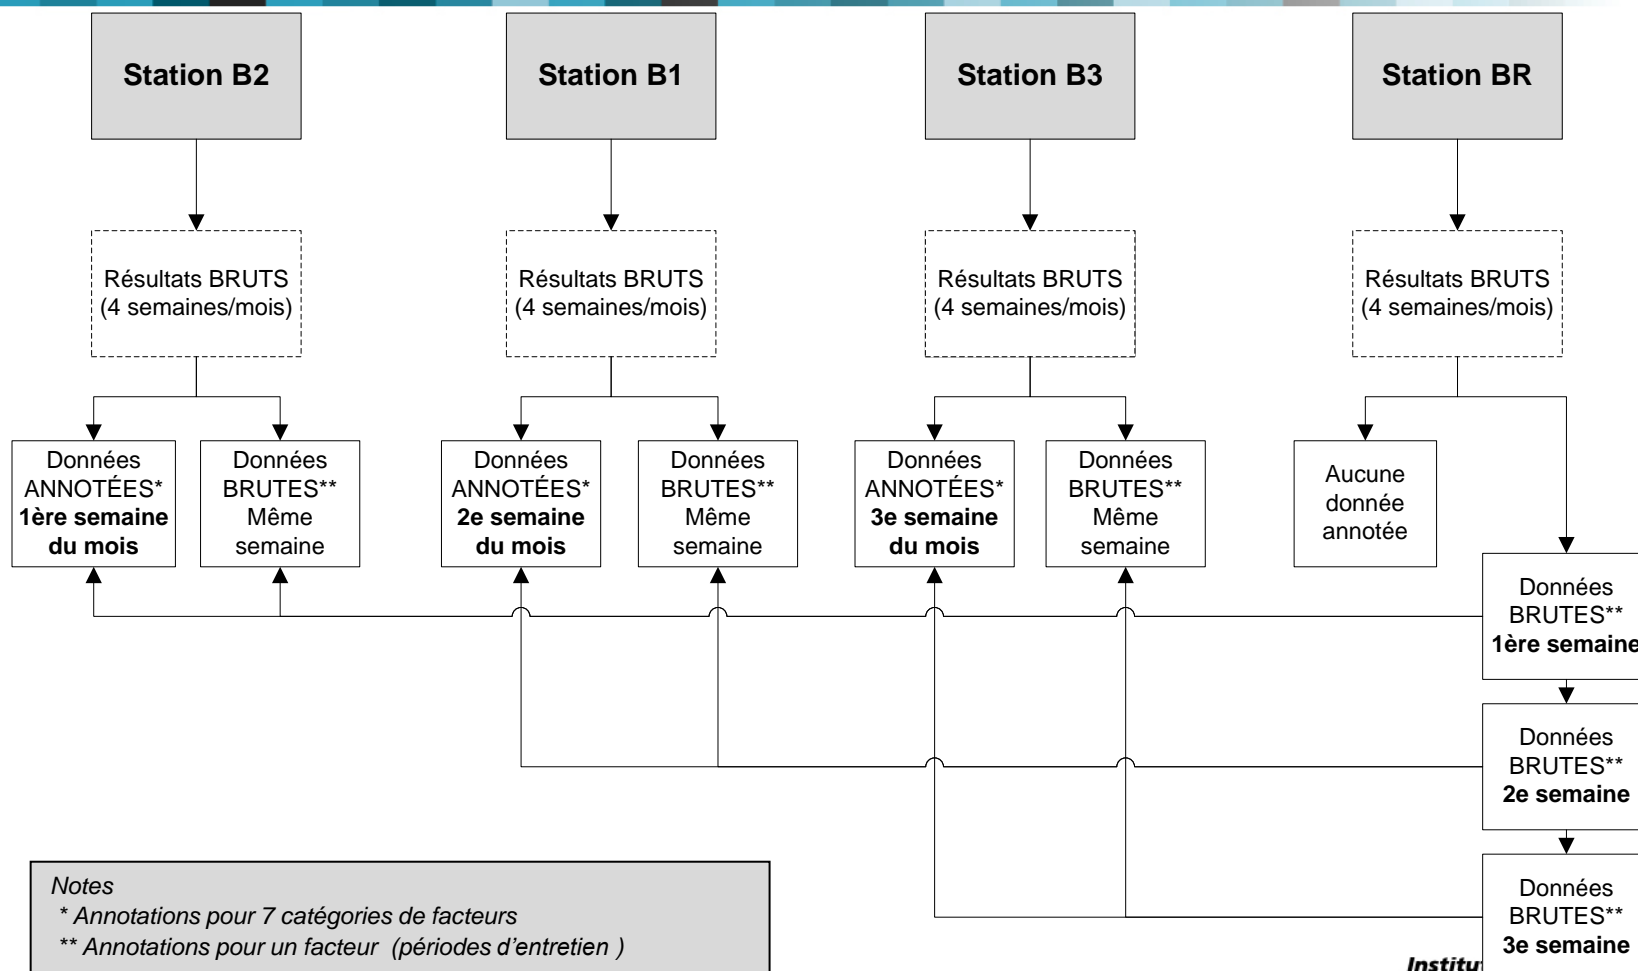 Station B2
Station B1
Station B3
Station BR
Résultats BRUTS
(4 semaines/mois)
Résultats BRUTS
(4 semaines/mois)
Résultats BRUTS
(4 semaines/mois)
Résultats BRUTS
(4 semaines/mois)
Données
ANNOTÉES*
1ère semaine
du mois
Données
BRUTES**
Même
semaine
Données
ANNOTÉES*
2e semaine
du mois
Données
BRUTES**
Même
semaine
Données
ANNOTÉES*
3e semaine
du mois
Données
BRUTES**
Même
semaine
Aucune
donnée
annotée
Données
BRUTES**
1ère semaine
Données
BRUTES**
2e semaine
Données
BRUTES**
3e semaine
Notes
* Annotations pour 7 catégories de facteurs
** Annotations pour un facteur (périodes d'entretien )